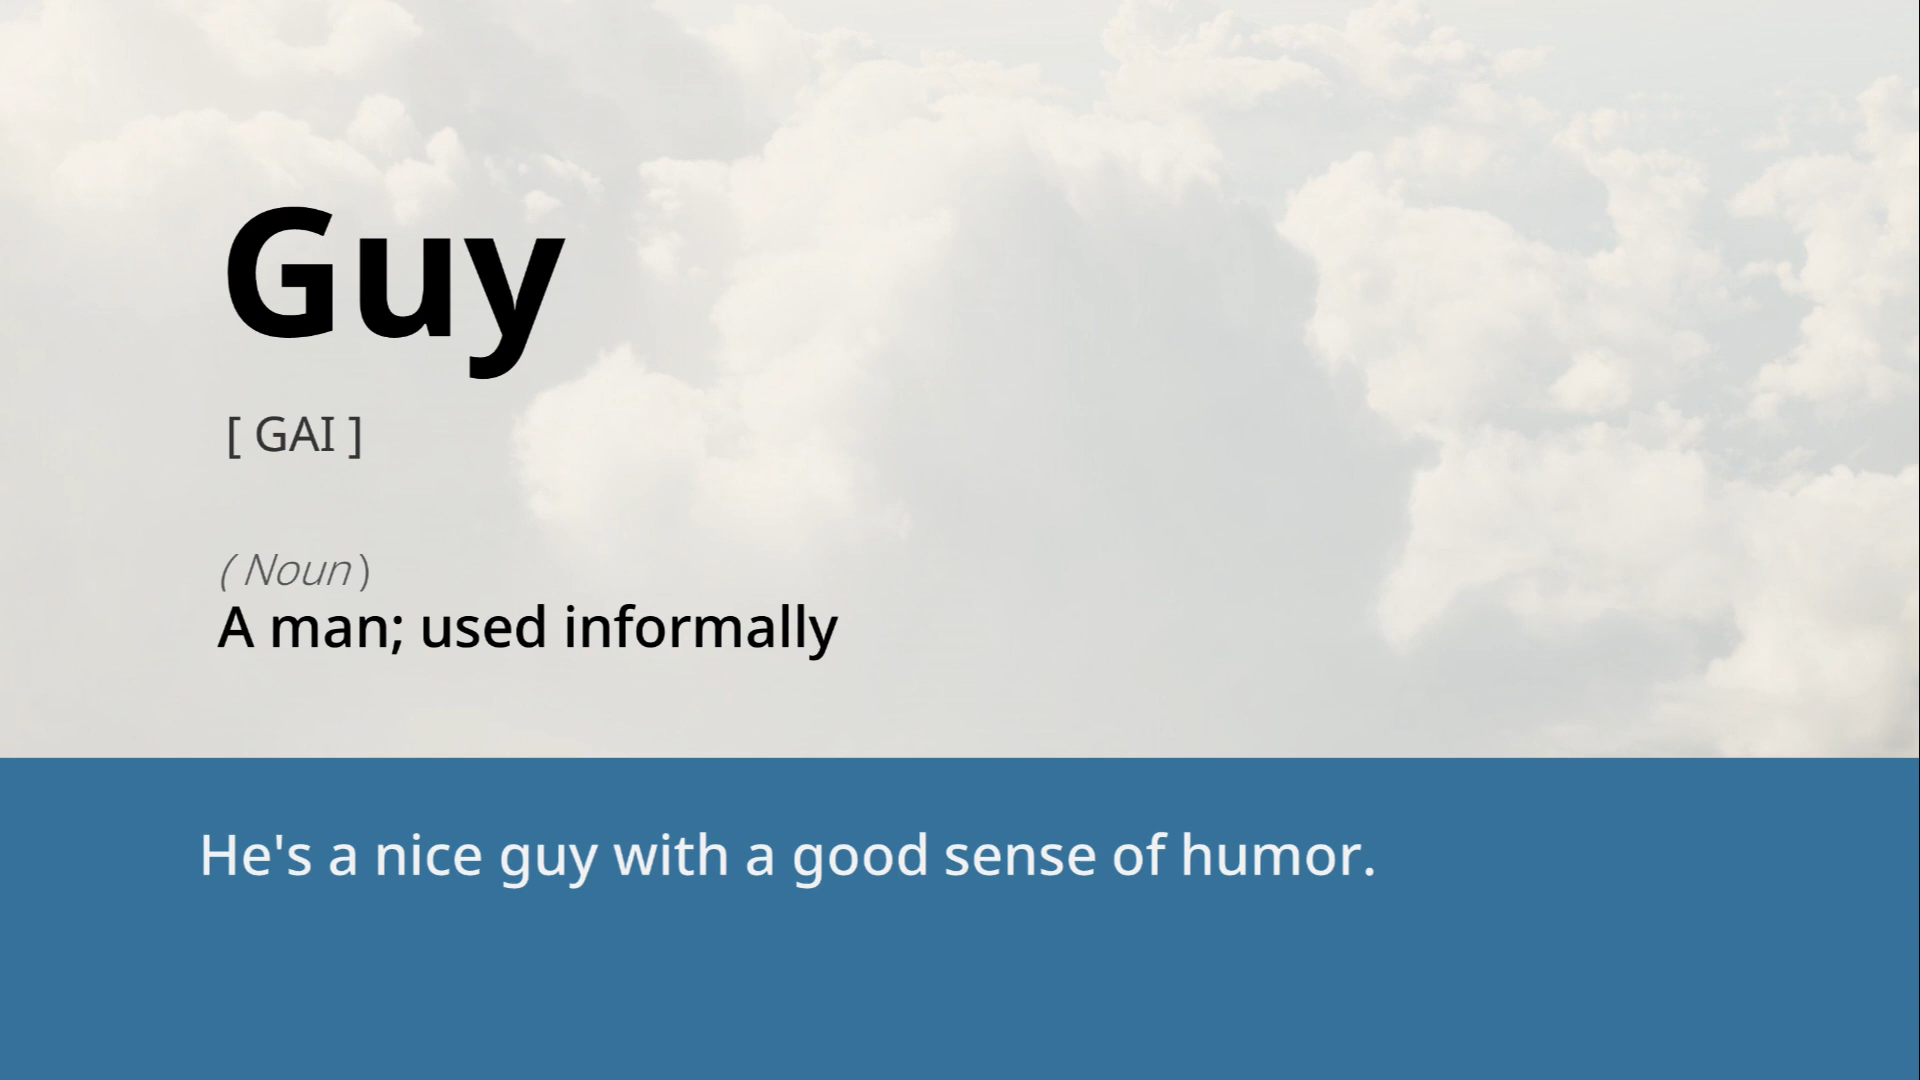 Guy
[ GAI ]
( Noun )
A man; used informally
He's a nice guy with a good sense of humor.